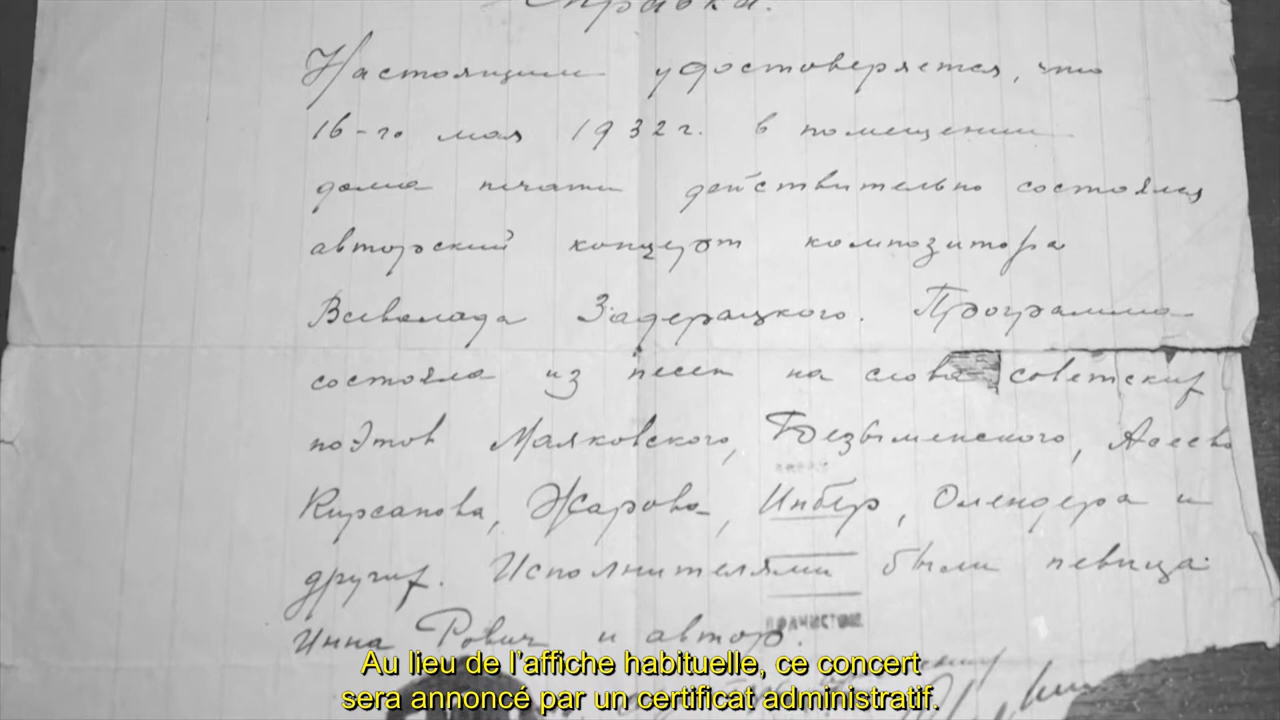 Справка.
Настоящим удостоверяется, что
16-го мая 1932 г. в помещении
дома печати действительно состоялся
авторский концерт композитора
Всеволода Задерацкого. Программа
состояла из песен на слова советских
поэтов Маяковского, Безыменского, Асеева
Кирсанова, Жарова, Инбер, Олендера и
других. Исполнителями были певица
Инна Рович и автор.
Au lieu de l'affiche habituelle, ce concert
sera annoncé par un certificat administratif.